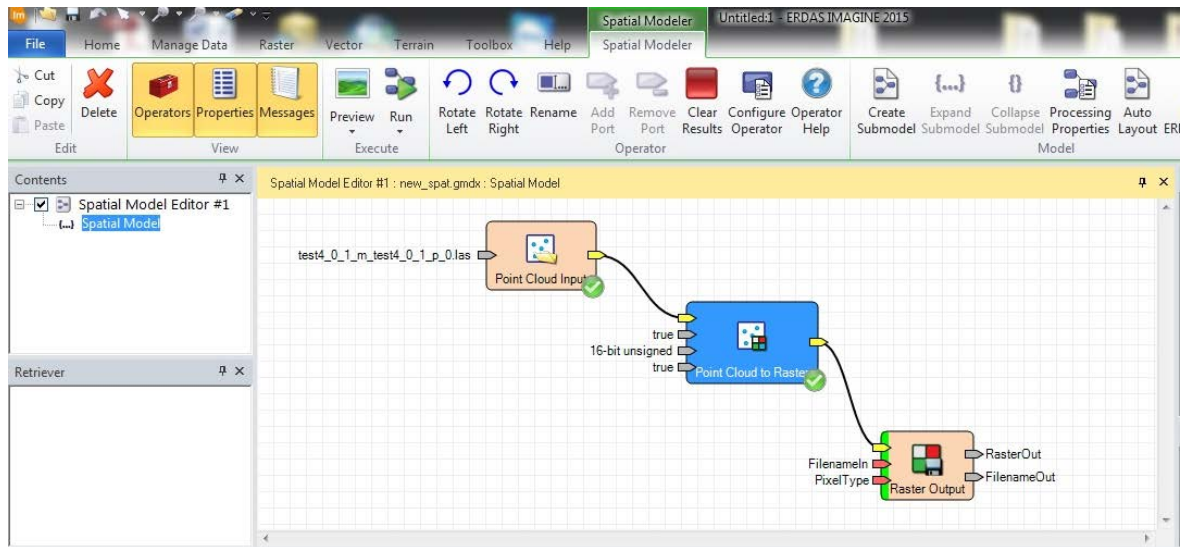 im
Spatial Modeler
Untitled:1 - ERDAS IMAGINE 2015
File Home Manage Data Raster Vector Terrain Toolbox Help Spatial Modeler
Cut
Copy
Paste
Delete
Operators Properties Messages
Preview Run
Rotate Left
Rotate Right
Rename
Add Port
Remove Port
Clear Results
Configure Operator
Operator Help
Create Submodel
Expand Submodel
Collapse Submodel
Processing Properties
Auto Layout
Edit View Execute Operator Model
Contents
Spatial Model Editor #1
{...} Spatial Model
Retriever
Spatial Model Editor #1 : new_spat.gmdx : Spatial Model
test4_0_1_m_test4_0_1_p_0.las
Point Cloud Input
true
16-bit unsigned
true
Point Cloud to Raster
FilenameIn
PixelType
Raster Output
RasterOut
FilenameOut